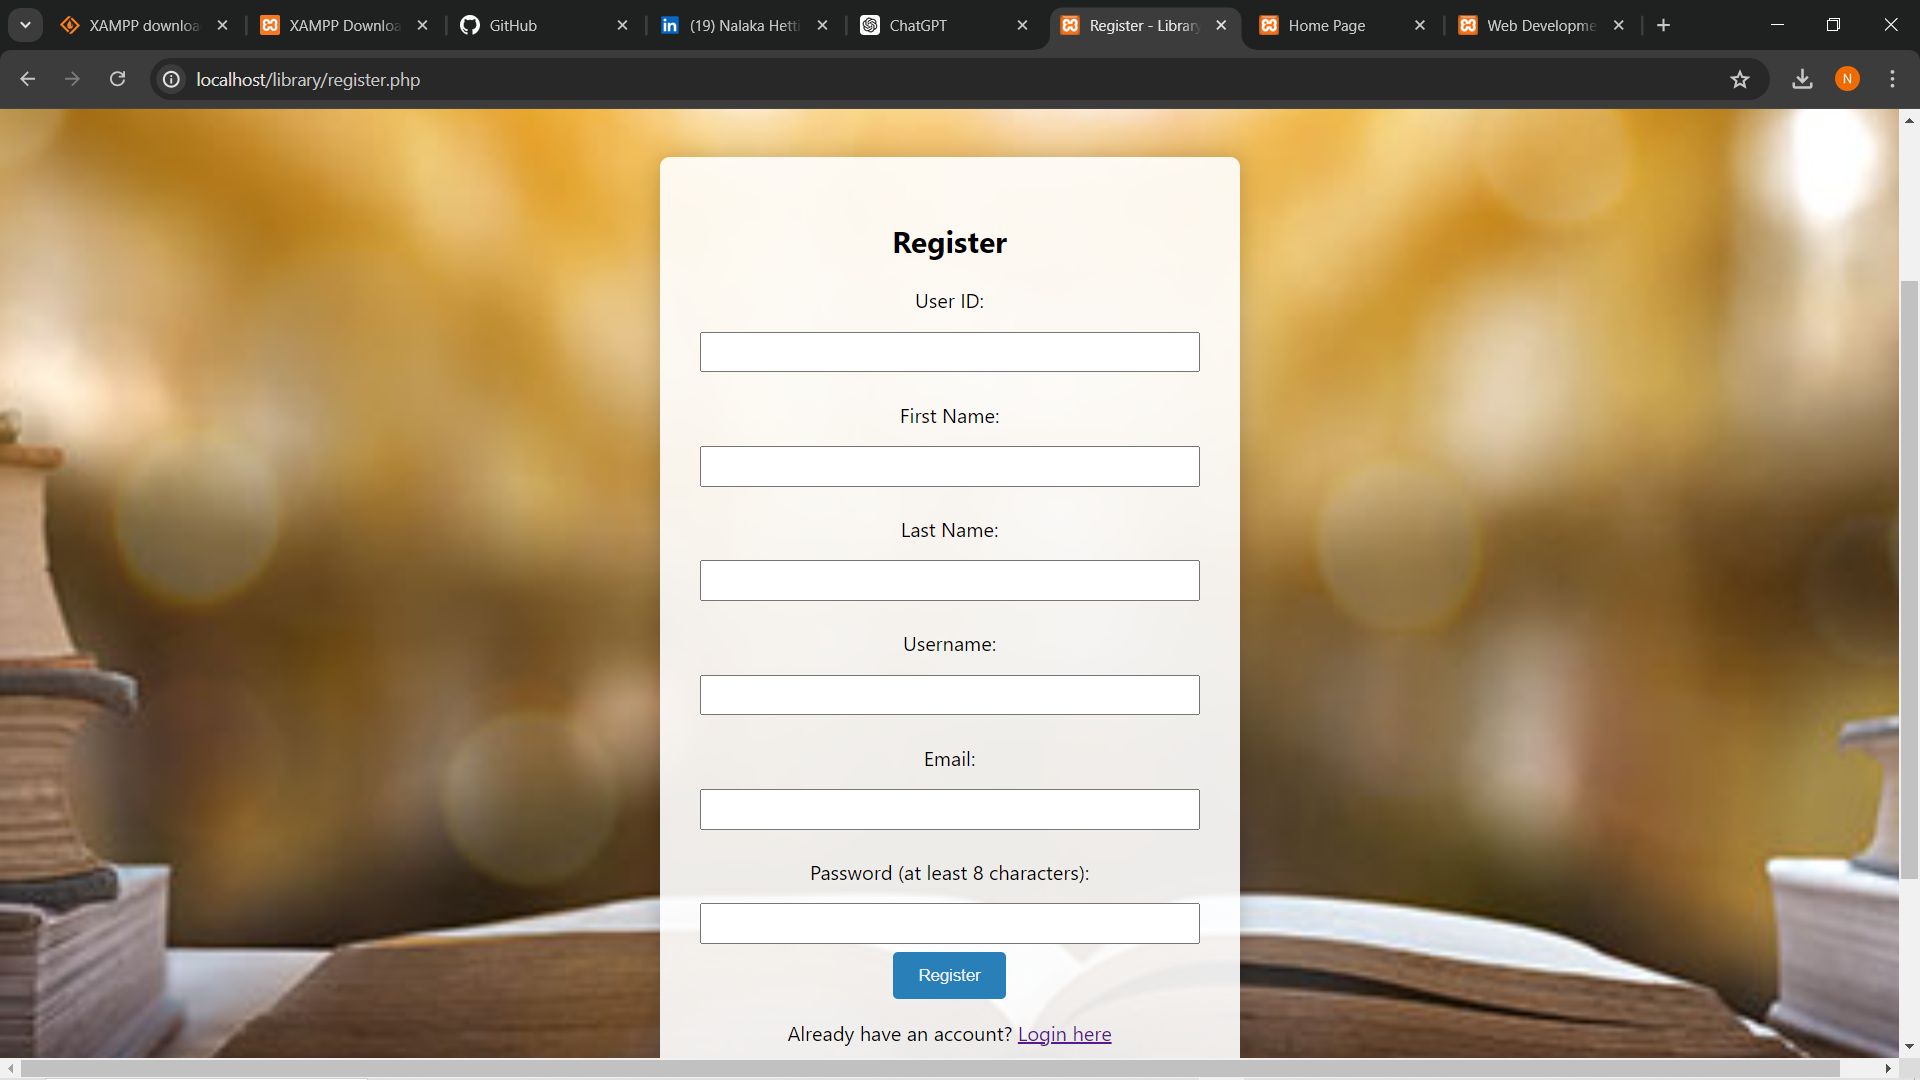 XAMPP downloa
XAMPP Downloa
GitHub
(19) Nalaka Hetti
ChatGPT
Register - Library
Home Page
Web Developme
localhost/library/register.php
N
Register
User ID:
First Name:
Last Name:
Username:
Email:
Password (at least 8 characters):
Register
Already have an account? Login here